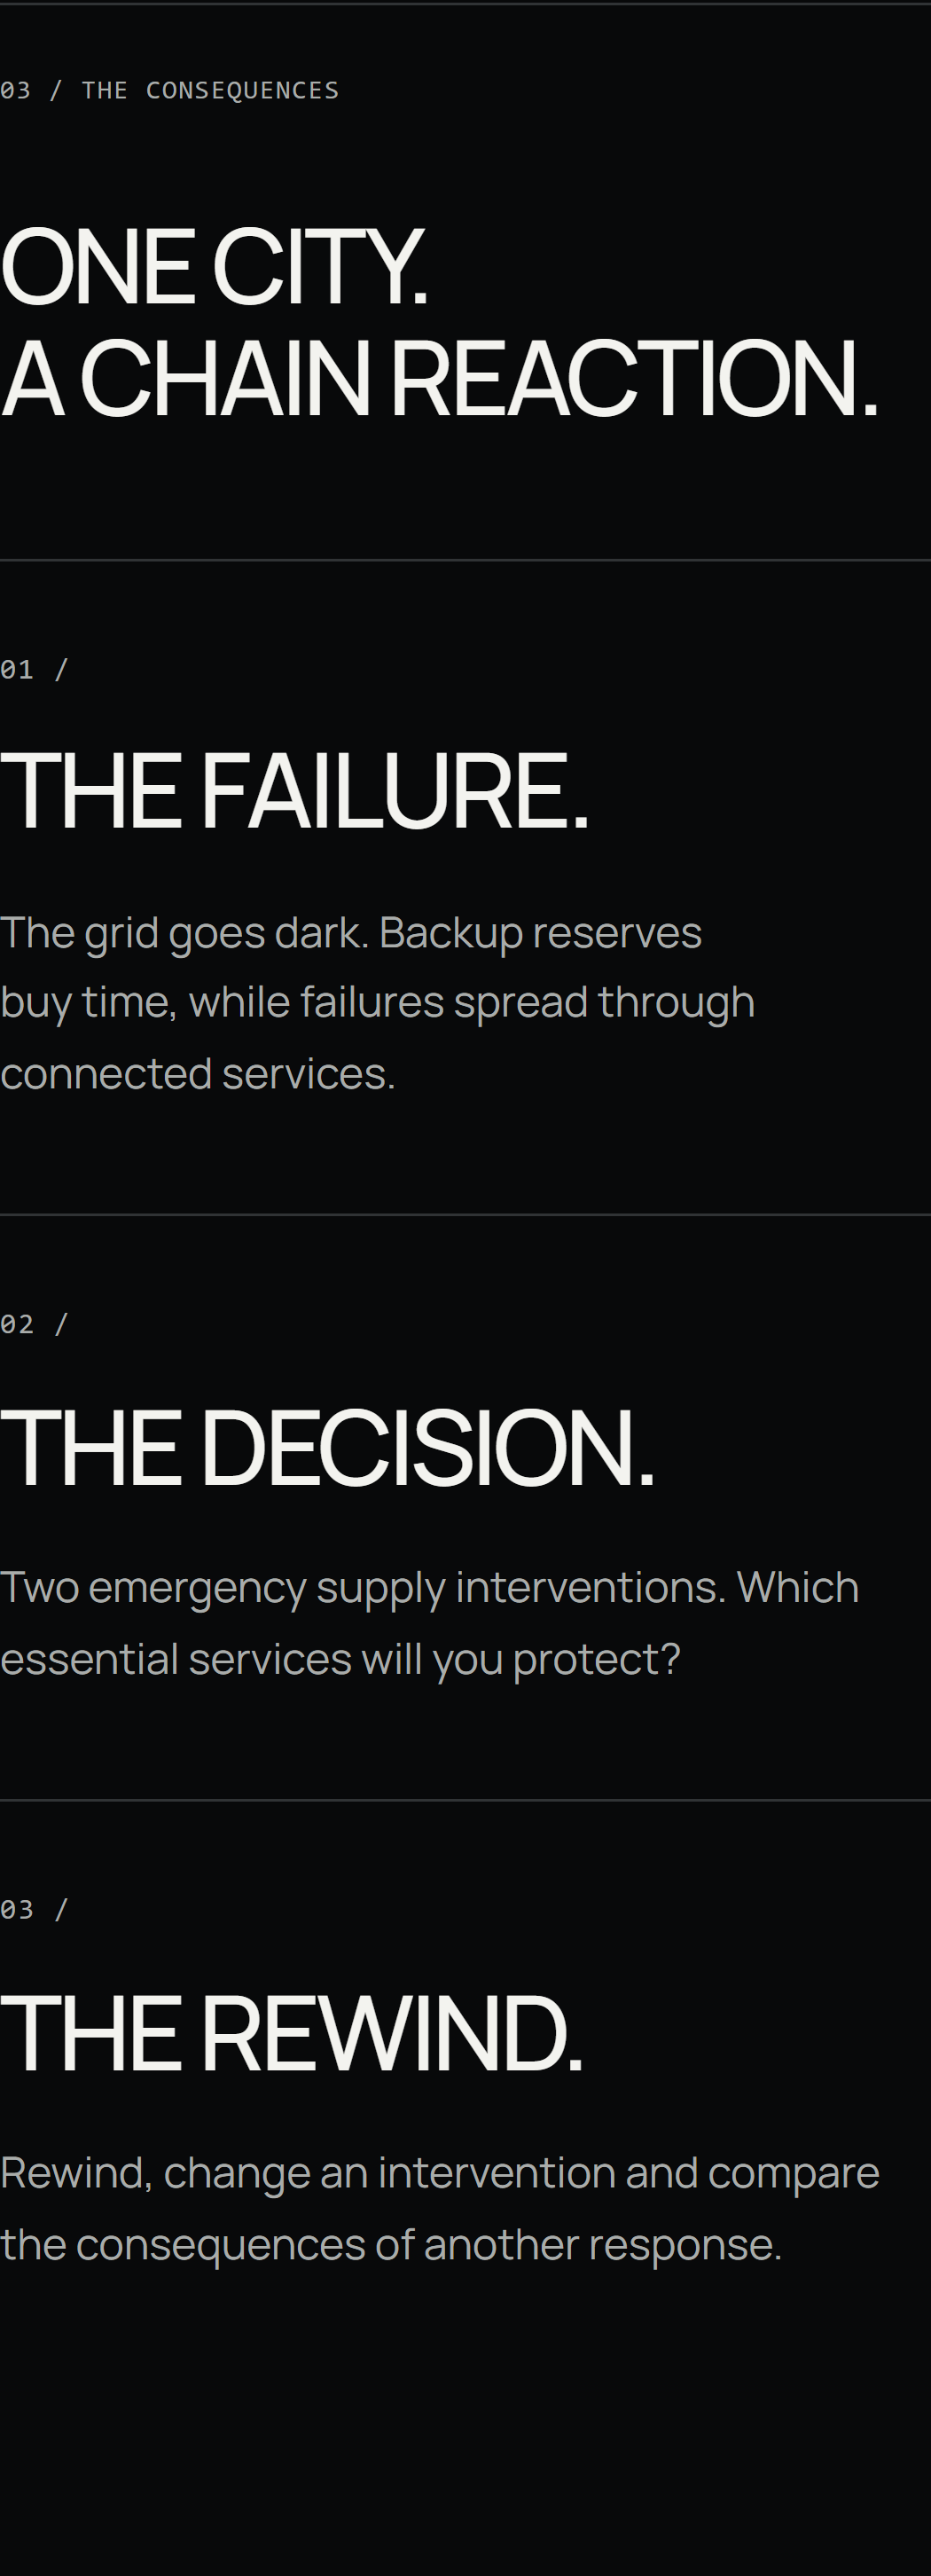 03 / THE CONSEQUENCES
ONE CITY.
A CHAIN REACTION.
01 /
THE FAILURE.
The grid goes dark. Backup reserves
buy time, while failures spread through
connected services.
02 /
THE DECISION.
Two emergency supply interventions. Which
essential services will you protect?
03 /
THE REWIND.
Rewind, change an intervention and compare
the consequences of another response.